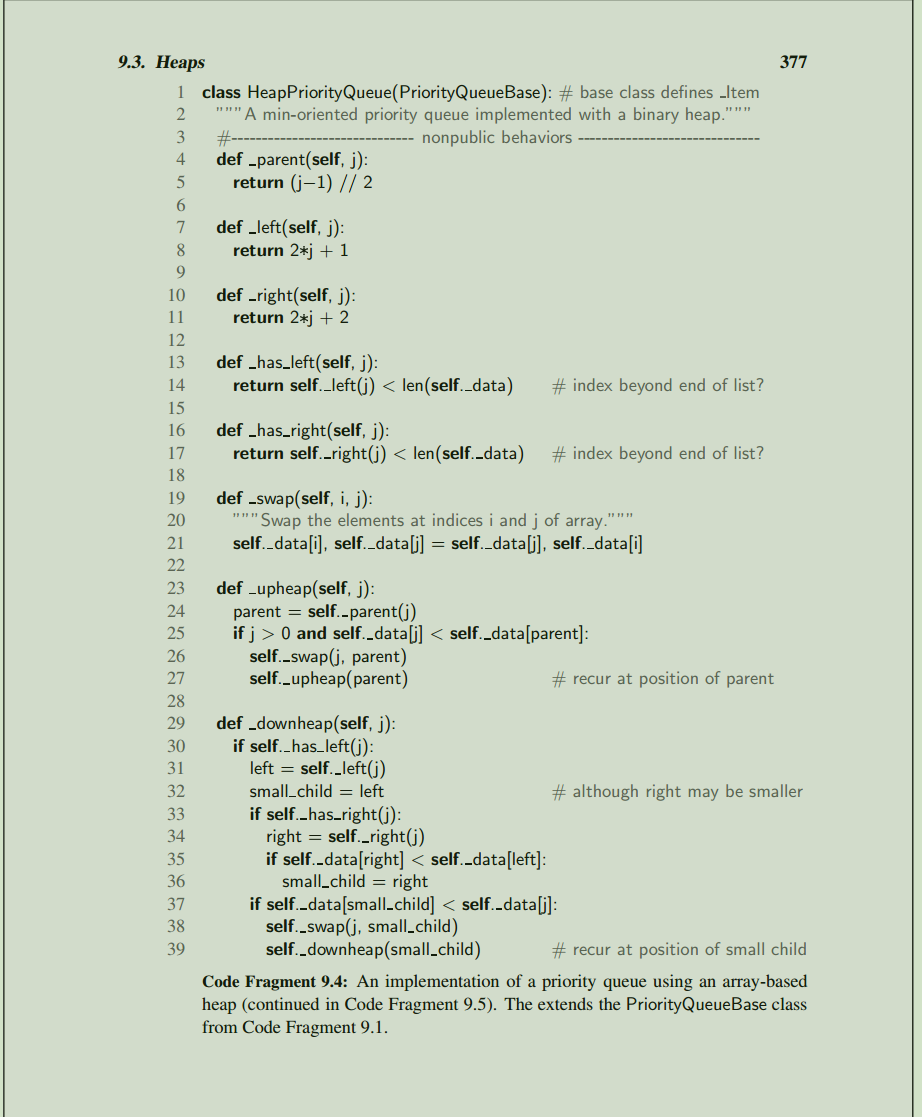 9.3. Heaps 377
1 class HeapPriorityQueue(PriorityQueueBase): # base class defines _Item
2 """A min-oriented priority queue implemented with a binary heap."""
3 #------------------------------ nonpublic behaviors ------------------------------
4 def _parent(self, j):
5 return (j−1) // 2
6
7 def _left(self, j):
8 return 2*j + 1
9
10 def _right(self, j):
11 return 2*j + 2
12
13 def _has_left(self, j):
14 return self._left(j) < len(self._data) # index beyond end of list?
15
16 def _has_right(self, j):
17 return self._right(j) < len(self._data) # index beyond end of list?
18
19 def _swap(self, i, j):
20 """Swap the elements at indices i and j of array."""
21 self._data[i], self._data[j] = self._data[j], self._data[i]
22
23 def _upheap(self, j):
24 parent = self._parent(j)
25 if j > 0 and self._data[j] < self._data[parent]:
26 self._swap(j, parent)
27 self._upheap(parent) # recur at position of parent
28
29 def _downheap(self, j):
30 if self._has_left(j):
31 left = self._left(j)
32 small_child = left # although right may be smaller
33 if self._has_right(j):
34 right = self._right(j)
35 if self._data[right] < self._data[left]:
36 small_child = right
37 if self._data[small_child] < self._data[j]:
38 self._swap(j, small_child)
39 self._downheap(small_child) # recur at position of small child
Code Fragment 9.4: An implementation of a priority queue using an array-based
heap (continued in Code Fragment 9.5). The extends the PriorityQueueBase class
from Code Fragment 9.1.